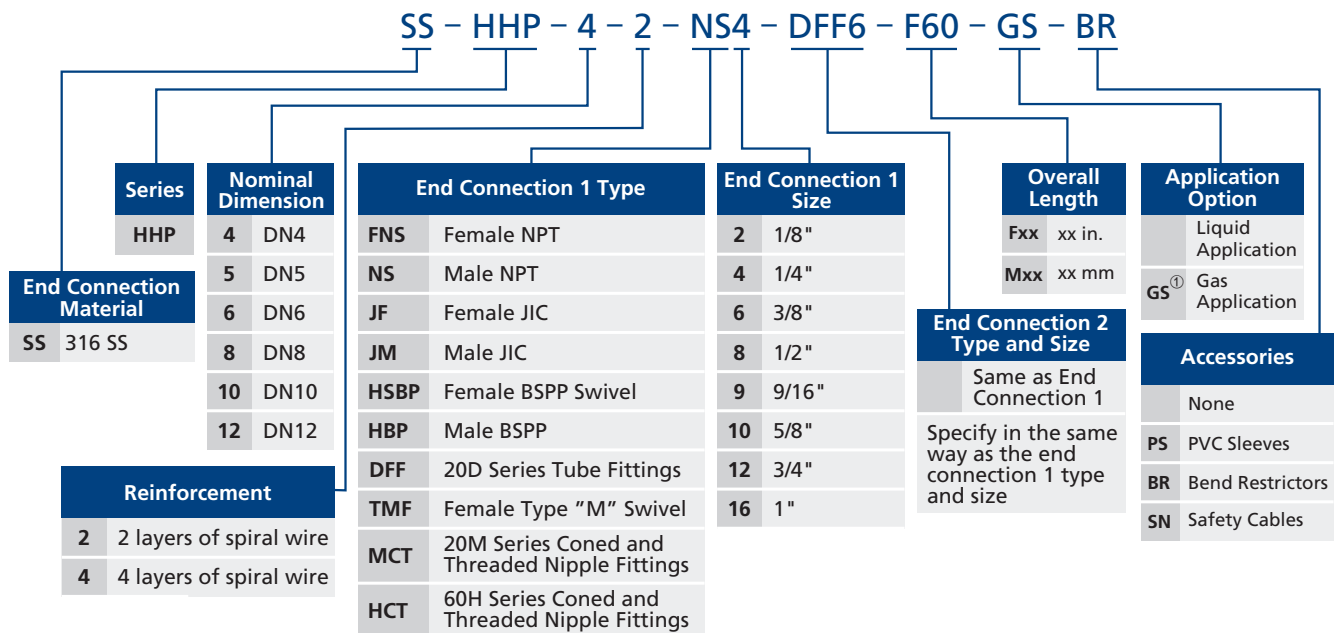 SS – HHP – 4 – 2 – NS4 – DFF6 – F60 – GS – BR
End Connection
Material
SS 316 SS
Series
HHP
Nominal
Dimension
4 DN4
5 DN5
6 DN6
8 DN8
10 DN10
12 DN12
Reinforcement
2 2 layers of spiral wire
4 4 layers of spiral wire
End Connection 1 Type
FNS Female NPT
NS Male NPT
JF Female JIC
JM Male JIC
HSBP Female BSPP Swivel
HBP Male BSPP
DFF 20D Series Tube Fittings
TMF Female Type ”M” Swivel
MCT 20M Series Coned and
Threaded Nipple Fittings
HCT 60H Series Coned and
Threaded Nipple Fittings
End Connection 1
Size
2 1/8"
4 1/4"
6 3/8"
8 1/2"
9 9/16"
10 5/8"
12 3/4"
16 1"
End Connection 2
Type and Size
Same as End
Connection 1
Specify in the same
way as the end
connection 1 type
and size
Overall
Length
Fxx xx in.
Mxx xx mm
Application
Option
Liquid
Application
GS① Gas
Application
Accessories
None
PS PVC Sleeves
BR Bend Restrictors
SN Safety Cables